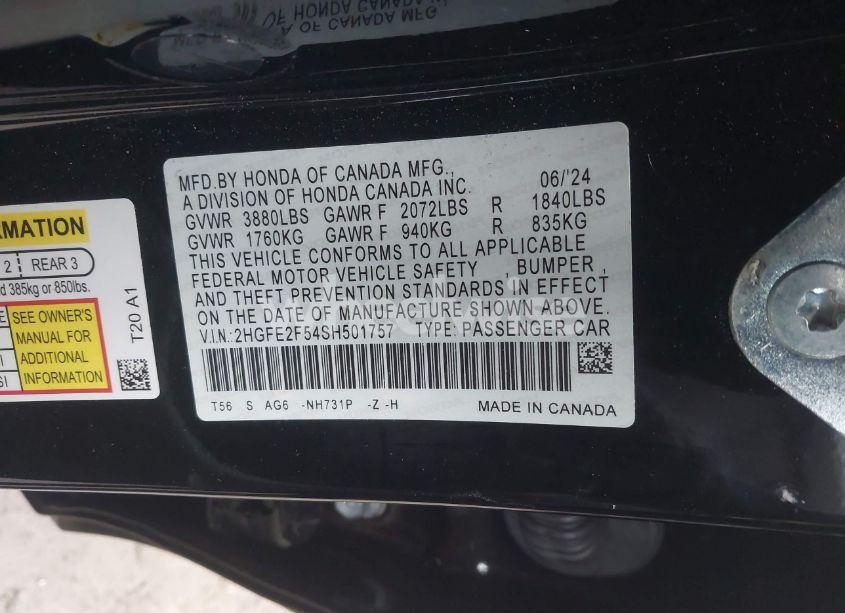 MFD.BY HONDA OF CANADA MFG., 06/'24
A DIVISION OF HONDA CANADA INC.
GVWR 3880LBS GAWR F 2072LBS R 1840LBS
GVWR 1760KG GAWR F 940KG R 835KG
THIS VEHICLE CONFORMS TO ALL APPLICABLE
FEDERAL MOTOR VEHICLE SAFETY , BUMPER ,
AND THEFT PREVENTION STANDARDS IN EFFECT
ON THE DATE OF MANUFACTURE SHOWN ABOVE.
V.I.N.: 2HGFE2F54SH501757 TYPE: PASSENGER CAR
T56 S AG6 -NH731P -Z -H MADE IN CANADA
2 REAR 3
385kg or 850lbs.
SEE OWNER'S
MANUAL FOR
ADDITIONAL
INFORMATION
T20 A1
OF HONDA CANADA IN
A OF CANADA MFG